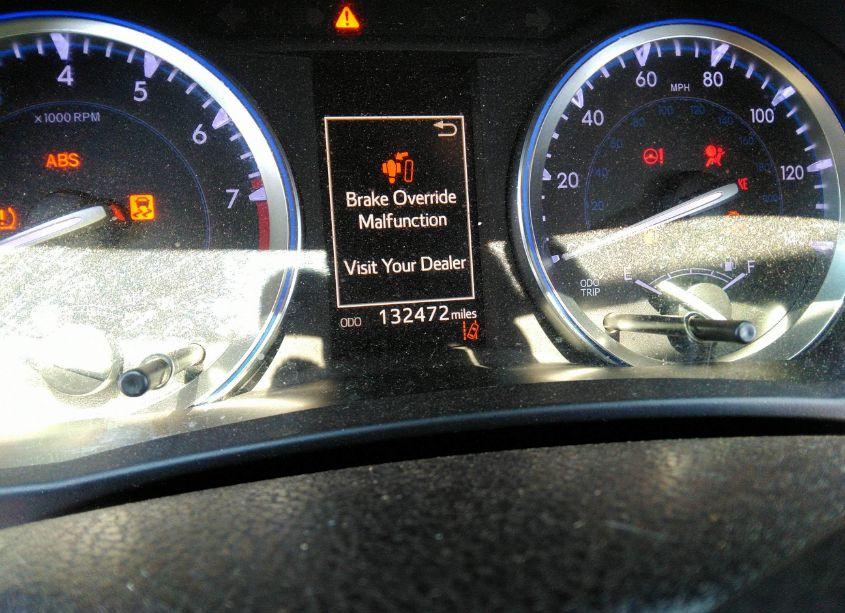 4
5
6
7
x1000 RPM
ABS
Brake Override
Malfunction
Visit Your Dealer
ODO 132472 miles
20
40
60
80
100
120
MPH
ODO
TRIP
E
F